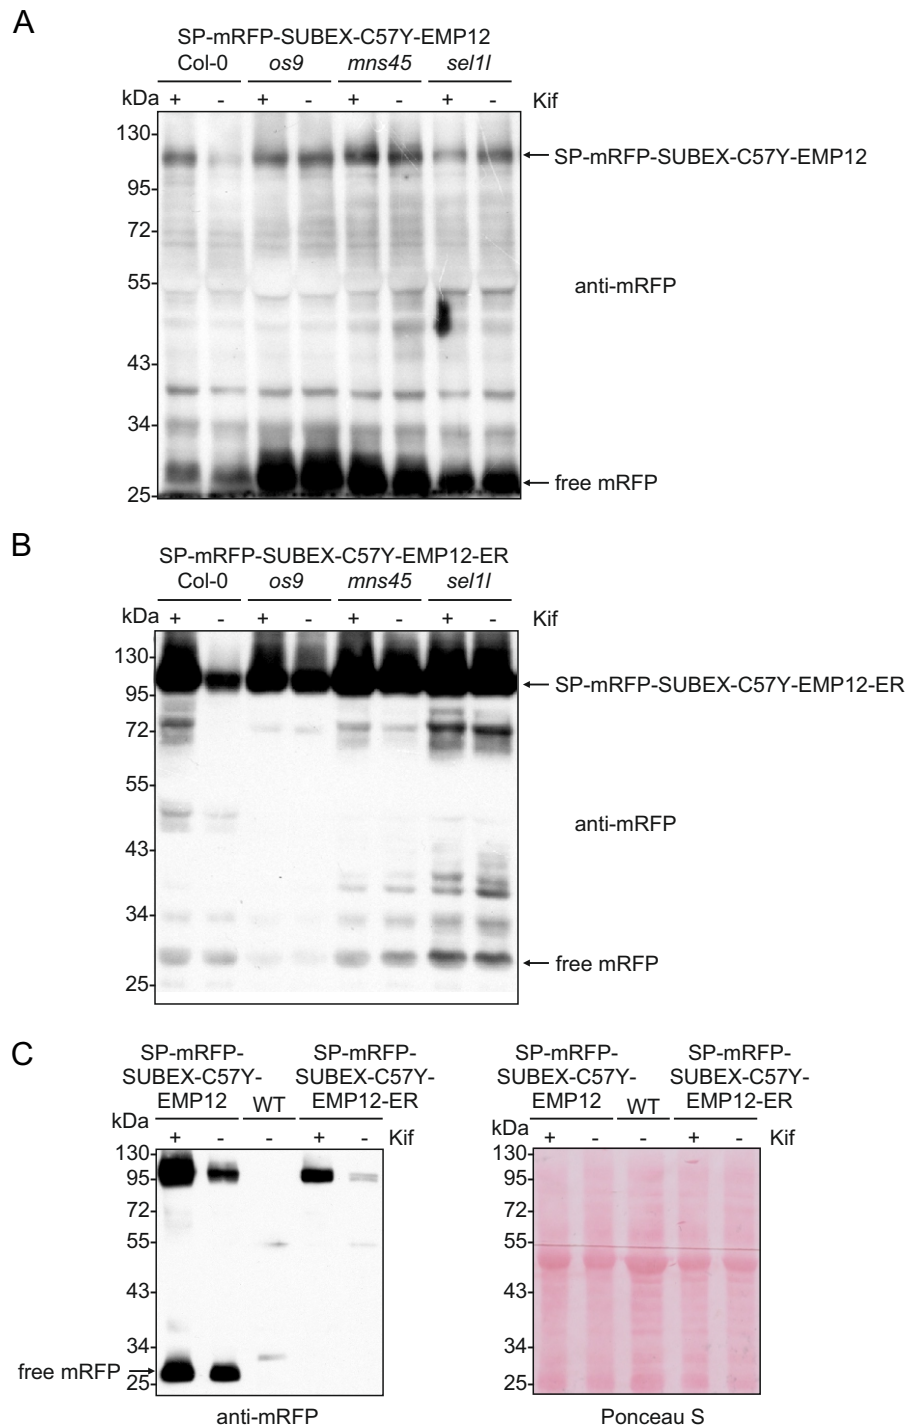 A
SP-mRFP-SUBEX-C57Y-EMP12
Col-0 os9 mns45 sel1l
kDa + - + - + - + - Kif
130-
SP-mRFP-SUBEX-C57Y-EMP12
95-
72-
55-
anti-mRFP
43-
34-
free mRFP
25-
B
SP-mRFP-SUBEX-C57Y-EMP12-ER
Col-0 os9 mns45 sel1l
kDa + - + - + - + - Kif
130-
SP-mRFP-SUBEX-C57Y-EMP12-ER
95-
72-
55-
anti-mRFP
43-
34-
free mRFP
25-
C
SP-mRFP-
SUBEX-C57Y-
EMP12
WT
SP-mRFP-
SUBEX-C57Y-
EMP12-ER
kDa
+ - - + - Kif
130-
95-
72-
55-
43-
34-
free mRFP
25-
anti-mRFP
SP-mRFP-
SUBEX-C57Y-
EMP12
WT
SP-mRFP-
SUBEX-C57Y-
EMP12-ER
kDa
+ - - + - Kif
130-
95-
72-
55-
43-
34-
25-
Ponceau S